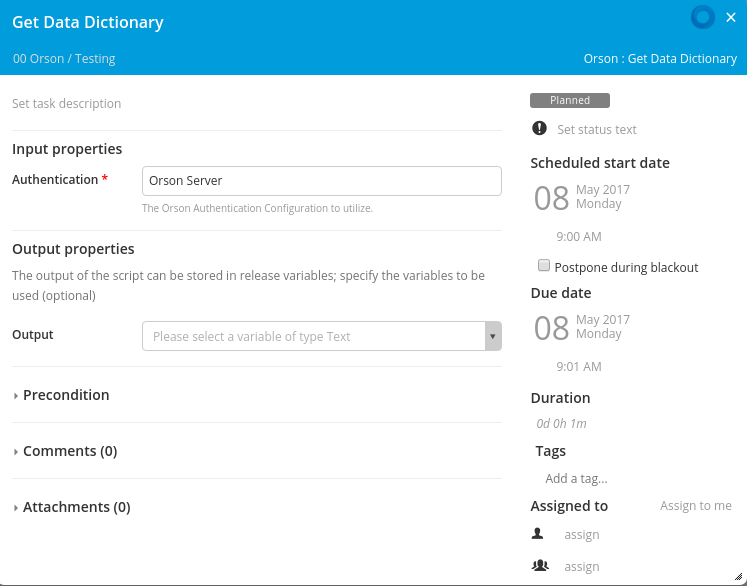 Get Data Dictionary
00 Orson / Testing
Orson : Get Data Dictionary
Set task description
Input properties
Authentication *
Orson Server
The Orson Authentication Configuration to utilize.
Output properties
The output of the script can be stored in release variables; specify the variables to be
used (optional)
Output
Please select a variable of type Text
Precondition
Comments (0)
Attachments (0)
Planned
Set status text
Scheduled start date
08
May 2017
Monday
9:00 AM
Postpone during blackout
Due date
08
May 2017
Monday
9:01 AM
Duration
0d 0h 1m
Tags
Add a tag...
Assigned to
Assign to me
assign
assign